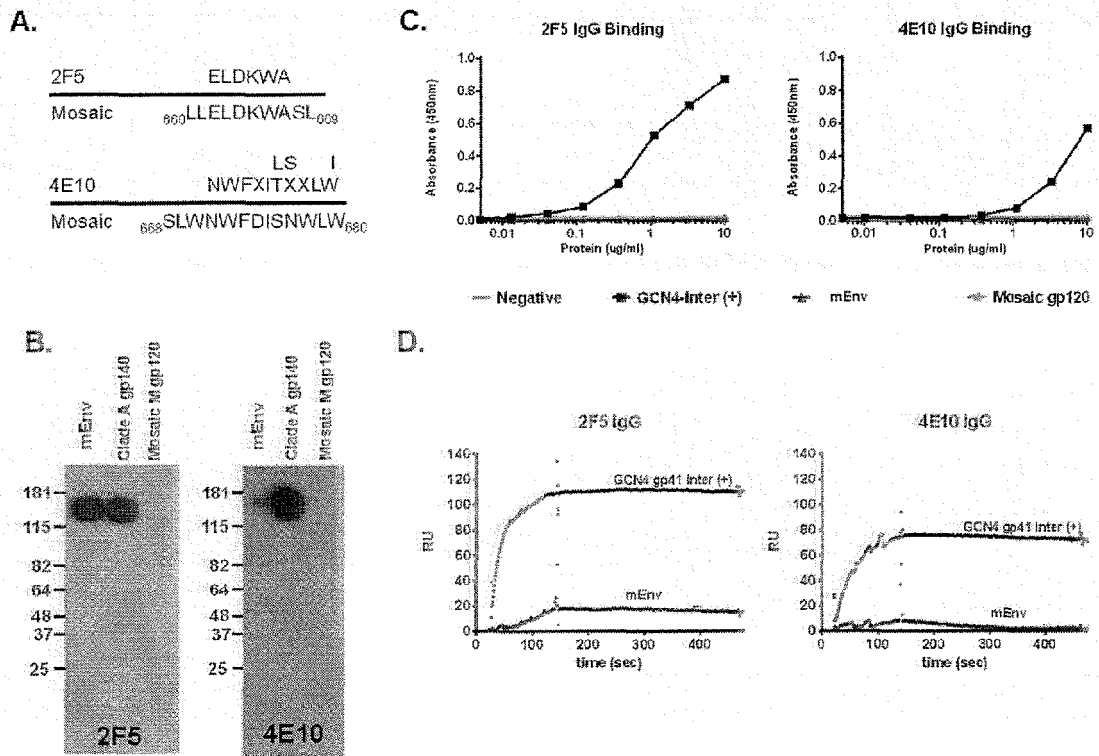 A.
2F5 ELDKWA
Mosaic 660LLELDKWASL669
LS I
4E10 NWFXITXXLW
Mosaic 668SLWNWFDISNWLW680
C.
2F5 IgG Binding
Absorbance (450nm)
1.0
0.8
0.6
0.4
0.2
0.0
0.01 0.1 1 10
Protein (ug/ml)
4E10 IgG Binding
Absorbance (450nm)
1.0
0.8
0.6
0.4
0.2
0.0
0.01 0.1 1 10
Protein (ug/ml)
Negative GCN4-Inter (+) mEnv Mosaic gp120
B.
mEnv
Clade A gp140
Mosaic M gp120
181
115
82
64
48
37
25
2F5
mEnv
Clade A gp140
Mosaic M gp120
181
115
82
64
48
37
25
4E10
D.
2F5 IgG
RU
140
120
100
80
60
40
20
0
GCN4 gp41 Inter (+)
mEnv
0 100 200 300 400
time (sec)
4E10 IgG
RU
140
120
100
80
60
40
20
0
GCN4 gp41 Inter (+)
mEnv
0 100 200 300 400
time (sec)